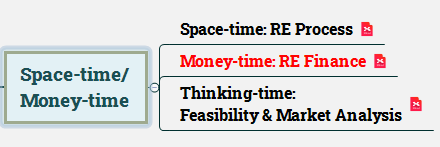 Space-time/
Money-time
Space-time: RE Process
Money-time: RE Finance
Thinking-time:
Feasibility & Market Analysis